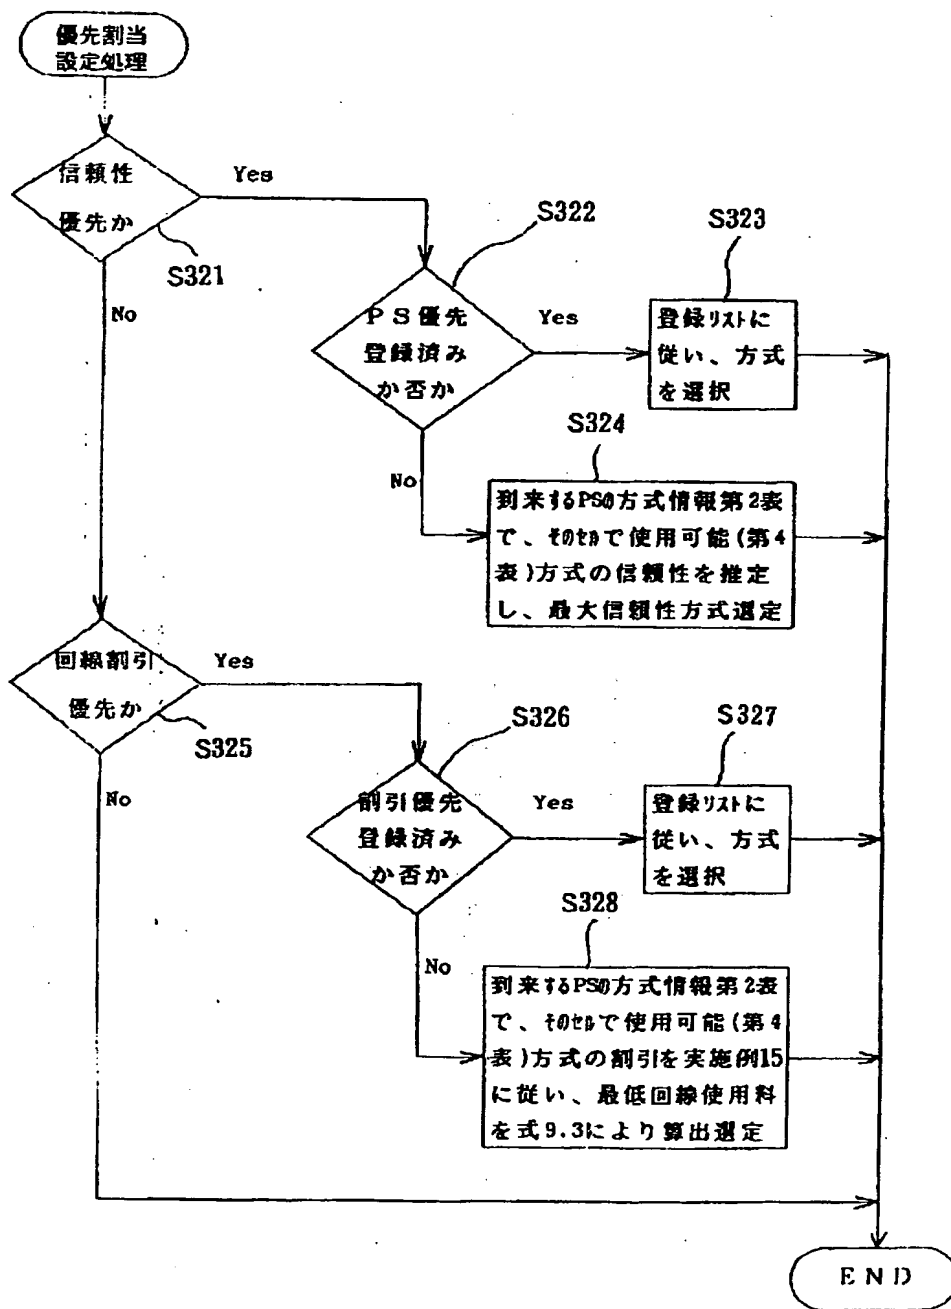 優先割当
設定処理
信頼性
優先か
Yes
S321
No
S322
PS優先
登録済み
か否か
Yes
S323
登録リストに
従い、方式
を選択
No
S324
到来するPSの方式情報第2表
で、そのセルで使用可能(第4
表)方式の信頼性を推定
し、最大信頼性方式選定
回線割引
優先か
Yes
S325
No
S326
割引優先
登録済み
か否か
Yes
S327
登録リストに
従い、方式
を選択
No
S328
到来するPSの方式情報第2表
で、そのセルで使用可能(第4
表)方式の割引を実施例15
に従い、最低回線使用料
を式9.3により算出選定
END